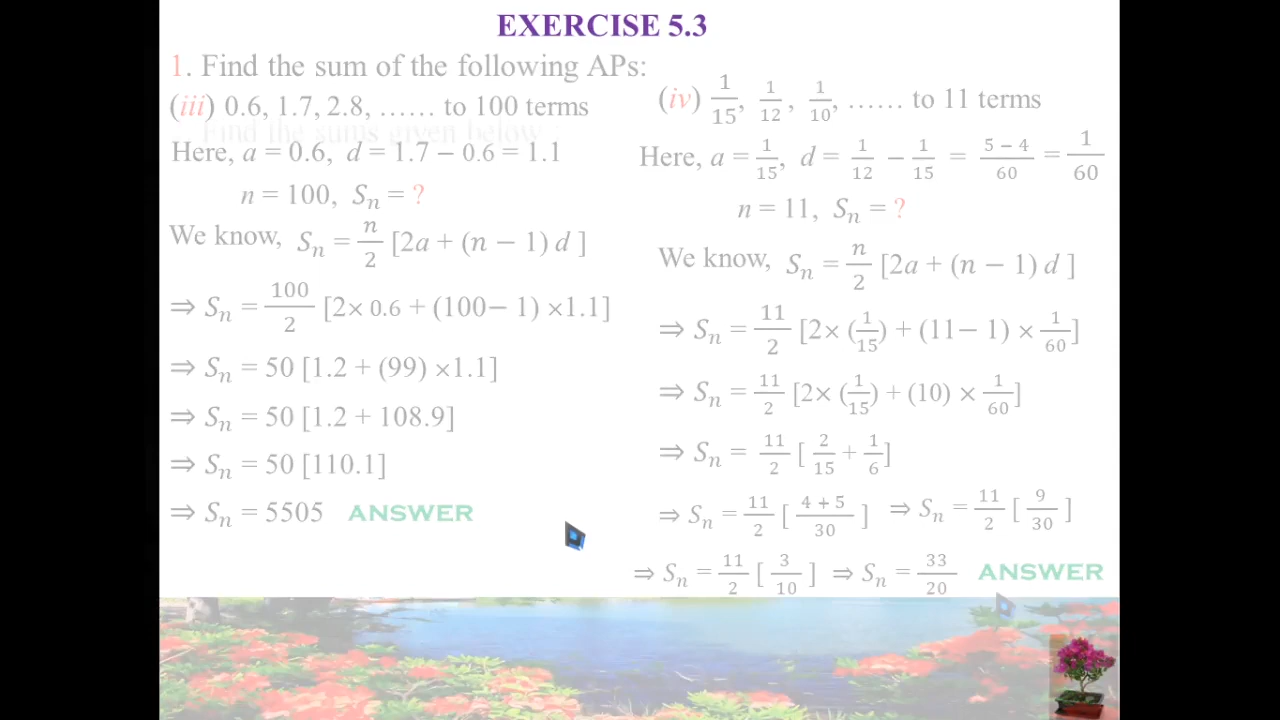 EXERCISE 5.3
1. Find the sum of the following APs:
(iii) 0.6, 1.7, 2.8, …… to 100 terms
Find the sums given below :
Here, a = 0.6, d = 1.7 − 0.6 = 1.1
n = 100, Sn = ?
We know, Sn = n/2 [2a + (n − 1) d ]
⇒ Sn = 100/2 [2× 0.6 + (100− 1) ×1.1]
⇒ Sn = 50 [1.2 + (99) ×1.1]
⇒ Sn = 50 [1.2 + 108.9]
⇒ Sn = 50 [110.1]
⇒ Sn = 5505 ANSWER
(iv) 1/15, 1/12, 1/10, …… to 11 terms
Here, a = 1/15, d = 1/12 − 1/15 = 5 − 4/60 = 1/60
n = 11, Sn = ?
We know, Sn = n/2 [2a + (n − 1) d ]
⇒ Sn = 11/2 [2× (1/15) + (11− 1) × 1/60]
⇒ Sn = 11/2 [2× (1/15) + (10) × 1/60]
⇒ Sn = 11/2 [ 2/15 + 1/6]
⇒ Sn = 11/2 [ 4 + 5/30 ] ⇒ Sn = 11/2 [ 9/30 ]
⇒ Sn = 11/2 [ 3/10 ] ⇒ Sn = 33/20 ANSWER